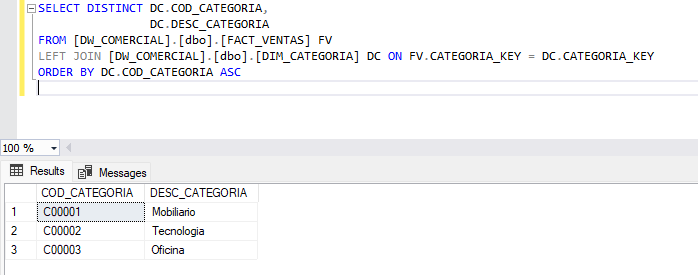 SELECT DISTINCT DC.COD_CATEGORIA,
DC.DESC_CATEGORIA
FROM [DW_COMERCIAL].[dbo].[FACT_VENTAS] FV
LEFT JOIN [DW_COMERCIAL].[dbo].[DIM_CATEGORIA] DC ON FV.CATEGORIA_KEY = DC.CATEGORIA_KEY
ORDER BY DC.COD_CATEGORIA ASC
100 %
Results Messages
COD_CATEGORIA DESC_CATEGORIA
1 C00001 Mobiliario
2 C00002 Tecnologia
3 C00003 Oficina